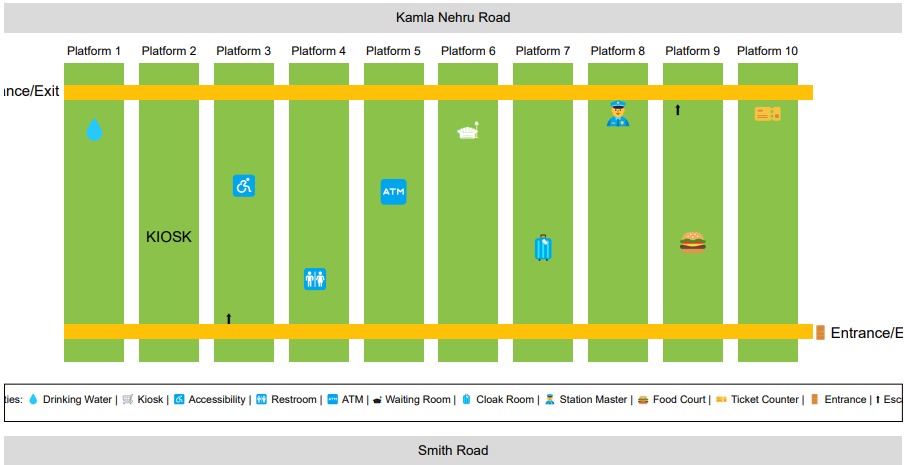 Kamla Nehru Road
Platform 1 Platform 2 Platform 3 Platform 4 Platform 5 Platform 6 Platform 7 Platform 8 Platform 9 Platform 10
nce/Exit
ATM
KIOSK
Entrance/E
ties: Drinking Water | Kiosk | Accessibility | Restroom | ATM | Waiting Room | Cloak Room | Station Master | Food Court | Ticket Counter | Entrance | Esc
Smith Road